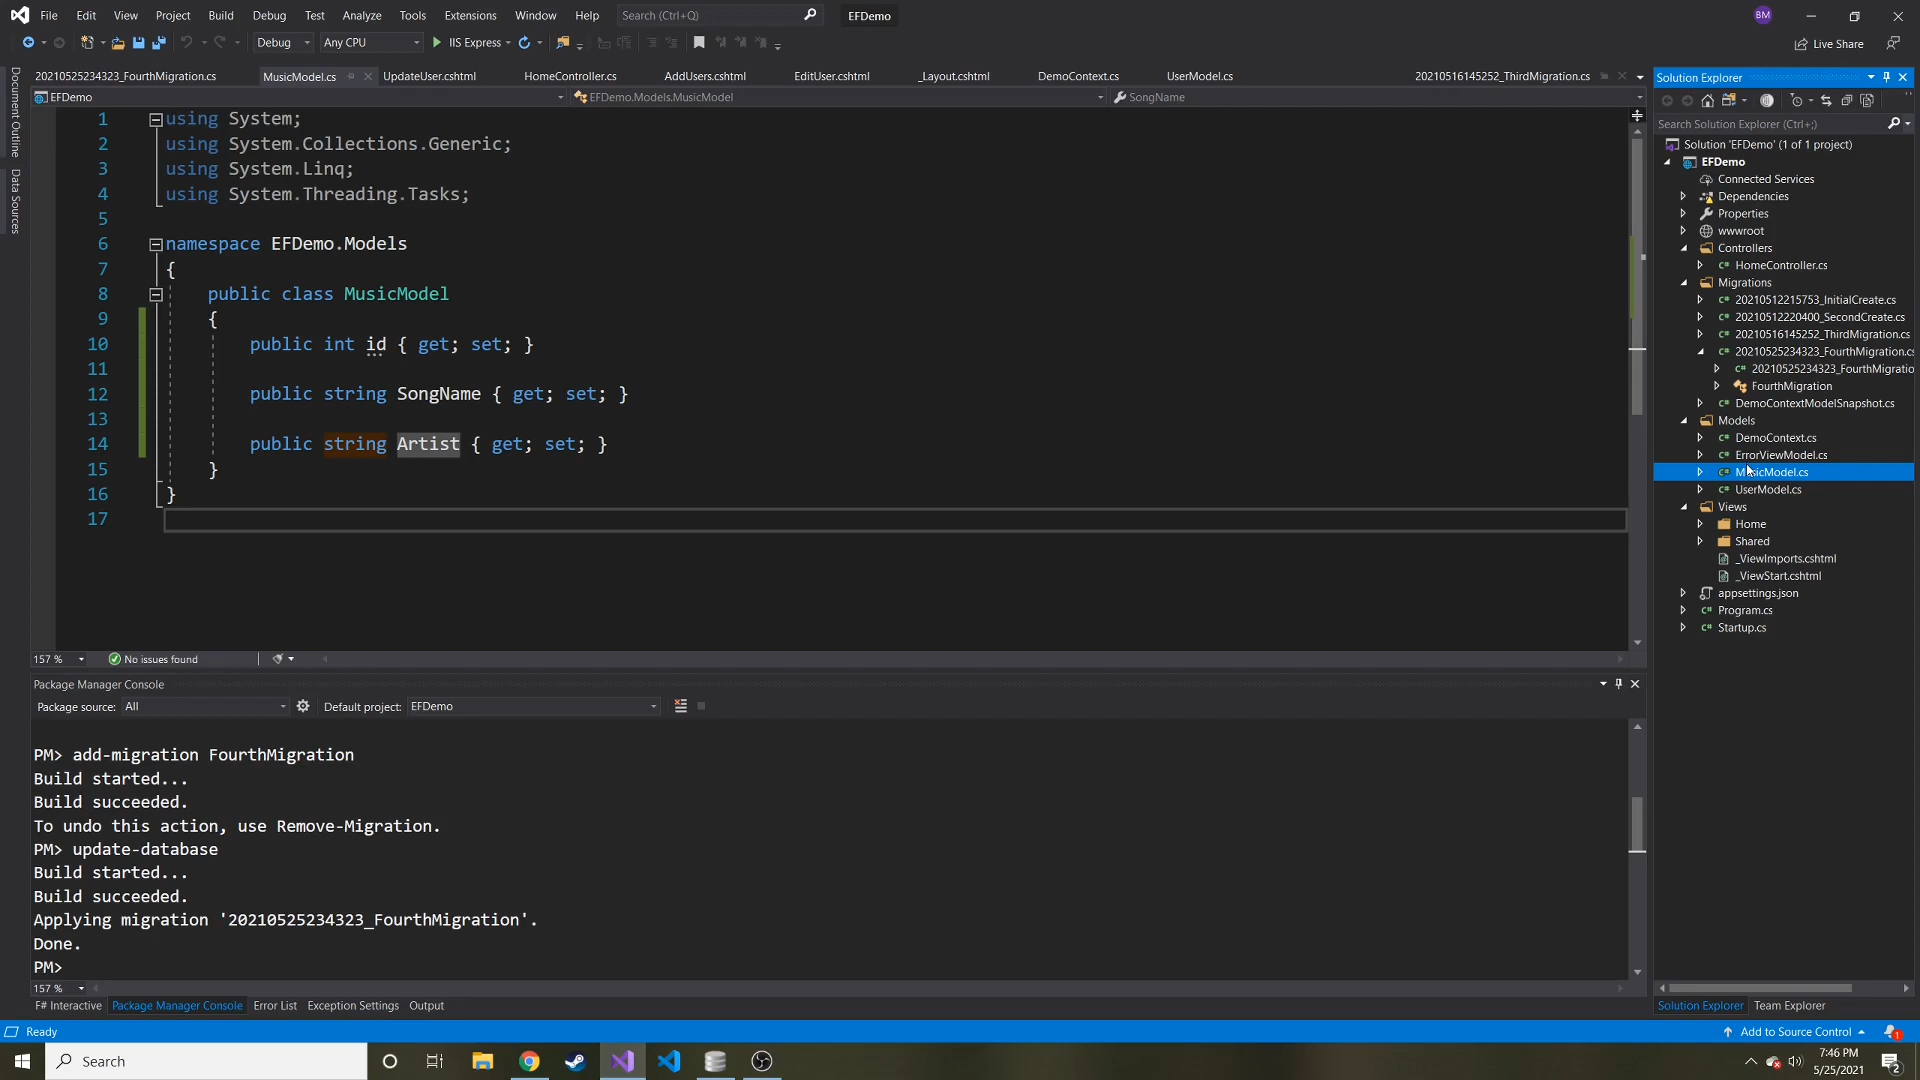 File Edit View Project Build Debug Test Analyze Tools Extensions Window Help Search (Ctrl+Q) EFDemo BM
Debug Any CPU IIS Express Live Share
20210525234323_FourthMigration.cs MusicModel.cs UpdateUser.cshtml HomeController.cs AddUsers.cshtml EditUser.cshtml _Layout.cshtml DemoContext.cs UserModel.cs 20210516145252_ThirdMigration.cs
EFDemo EFDemo.Models.MusicModel SongName
Document Outline
Data Sources
1 using System;
2 using System.Collections.Generic;
3 using System.Linq;
4 using System.Threading.Tasks;
5
6 namespace EFDemo.Models
7 {
8 public class MusicModel
9 {
10 public int id { get; set; }
11
12 public string SongName { get; set; }
13
14 public string Artist { get; set; }
15 }
16 }
17
157 % No issues found
Package Manager Console
Package source: All Default project: EFDemo
PM> add-migration FourthMigration
Build started...
Build succeeded.
To undo this action, use Remove-Migration.
PM> update-database
Build started...
Build succeeded.
Applying migration '20210525234323_FourthMigration'.
Done.
PM>
157 %
F# Interactive Package Manager Console Error List Exception Settings Output
Solution Explorer
Search Solution Explorer (Ctrl+;)
Solution 'EFDemo' (1 of 1 project)
EFDemo
Connected Services
Dependencies
Properties
wwwroot
Controllers
C# HomeController.cs
Migrations
C# 20210512215753_InitialCreate.cs
C# 20210512220400_SecondCreate.cs
C# 20210516145252_ThirdMigration.cs
C# 20210525234323_FourthMigration.cs
C# 20210525234323_FourthMigratio
FourthMigration
C# DemoContextModelSnapshot.cs
Models
C# DemoContext.cs
C# ErrorViewModel.cs
C# MusicModel.cs
C# UserModel.cs
Views
Home
Shared
_ViewImports.cshtml
_ViewStart.cshtml
appsettings.json
C# Program.cs
C# Startup.cs
Solution Explorer Team Explorer
Ready Add to Source Control 1
Search 7:46 PM
5/25/2021 2